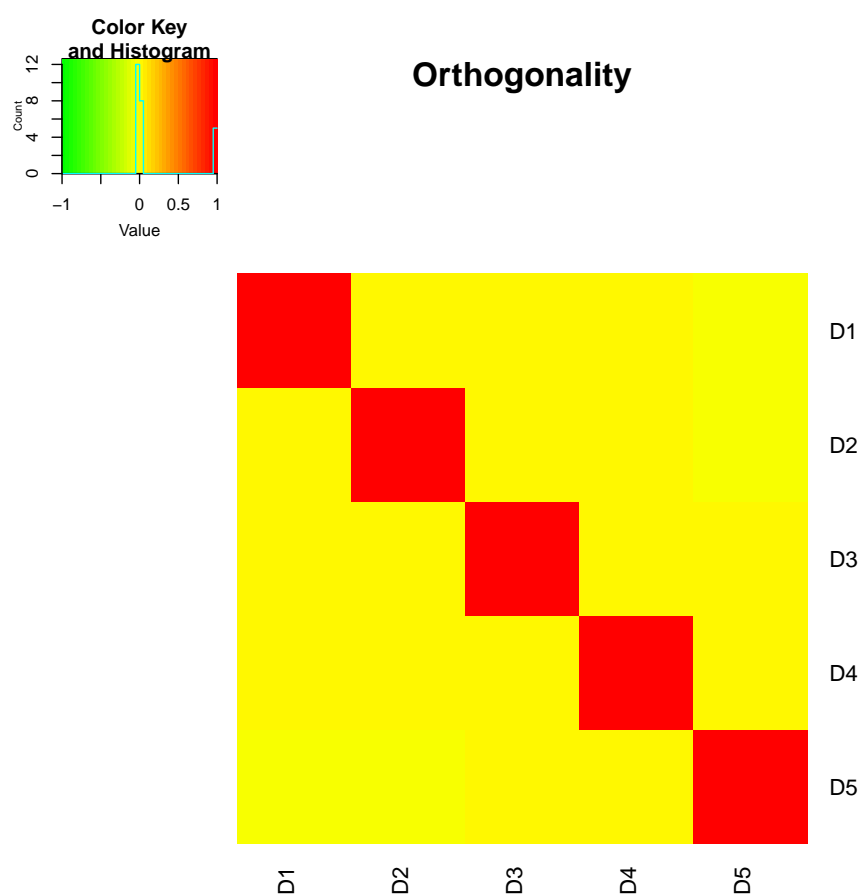 Color Key
and Histogram
Orthogonality
Count
0 4 8 12
−1 0 0.5 1
Value
D1
D2
D3
D4
D5
D1 D2 D3 D4 D5